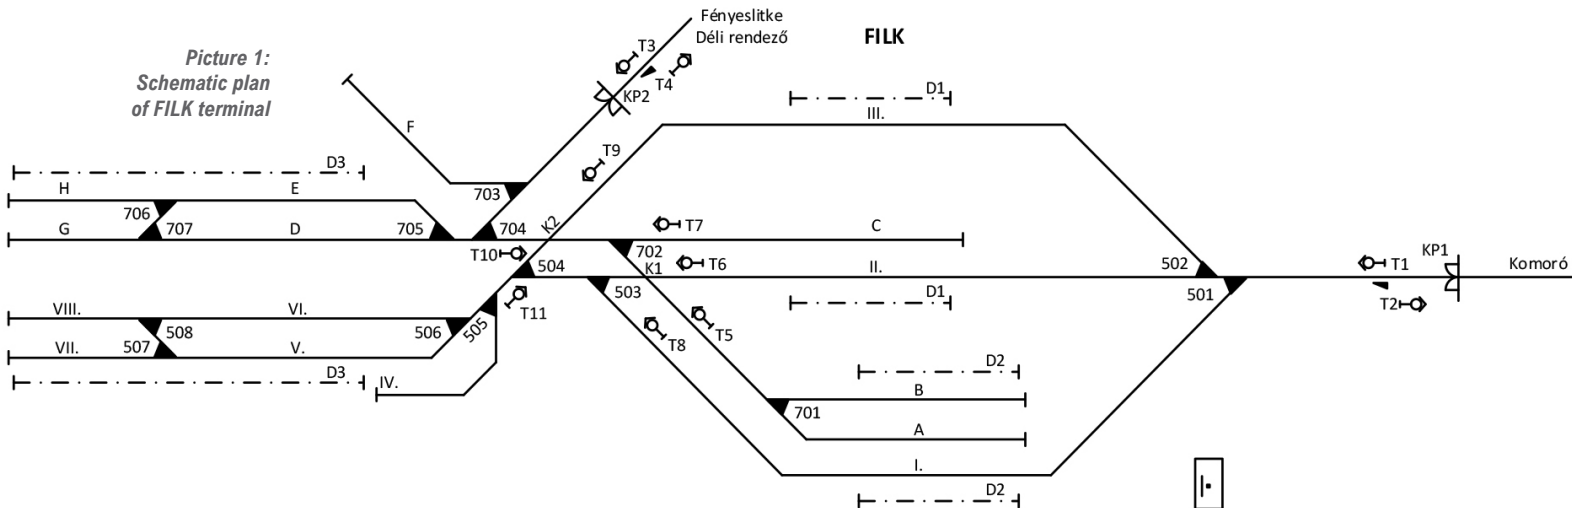 Fényeslitke
Déli rendező
FILK
Picture 1:
Schematic plan
of FILK terminal
T3
T4
KP2
D1
III.
F
T9
D3
H
E
703
706
G
707
D
705
704
K2
T7
C
702
T10
504
K1
T6
II.
502
T1
KP1
Komoró
503
501
T2
D1
T11
T5
T8
VIII.
VI.
508
506
505
VII.
507
V.
D3
IV.
D2
B
701
A
I.
D2